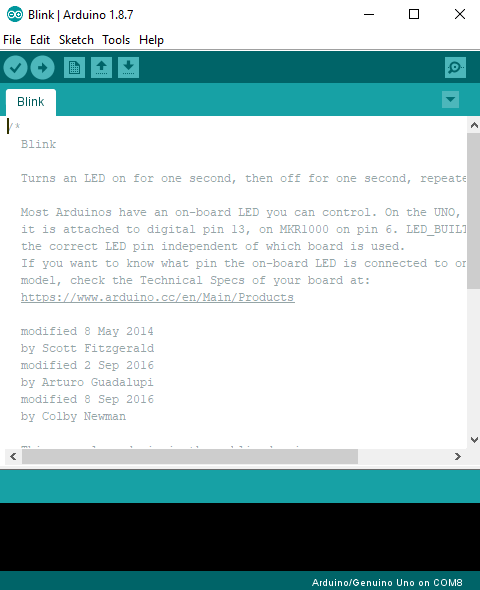 Blink | Arduino 1.8.7
File Edit Sketch Tools Help
Blink
/*
Blink
Turns an LED on for one second, then off for one second,
Most Arduinos have an on-board LED you can control. On the UNO,
it is attached to digital pin 13, on MKR1000 on pin 6.
the correct LED pin independent of which board is used.
If you want to know what pin the on-board LED is connected to
model, check the Technical Specs of your board at:
https://www.arduino.cc/en/Main/Products
modified 8 May 2014
by Scott Fitzgerald
modified 2 Sep 2016
by Arturo Guadalupi
modified 8 Sep 2016
by Colby Newman
Arduino/Genuino Uno on COM8